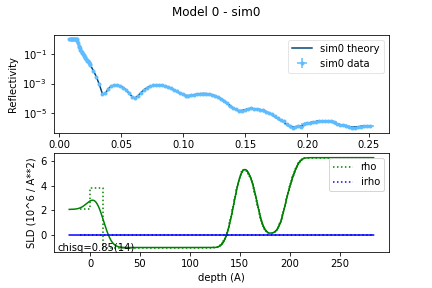 Model 0 - sim0
Reflectivity
10⁻¹
10⁻³
10⁻⁵
sim0 theory
sim0 data
0.00 0.05 0.10 0.15 0.20 0.25
SLD (10^6 / A**2)
6
4
2
0
rho
irho
chisq=0.85(14)
0 50 100 150 200 250
depth (A)